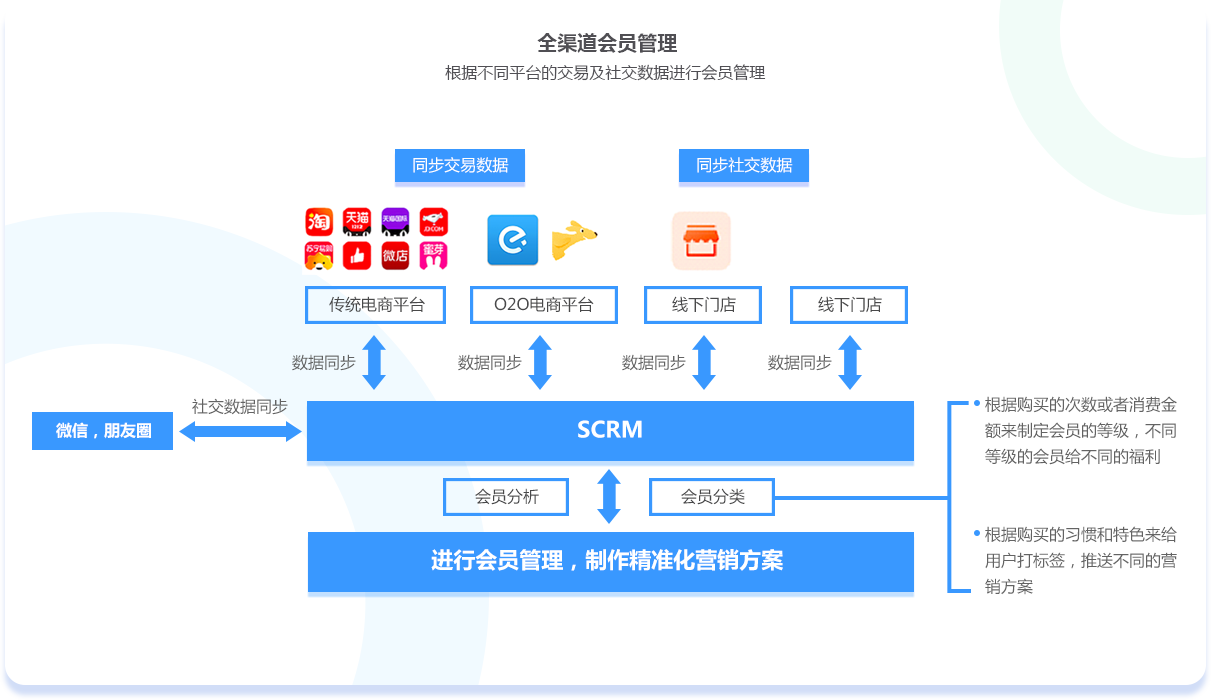 全渠道会员管理
根据不同平台的交易及社交数据进行会员管理
同步交易数据
同步社交数据
淘
天猫
1212
天猫国际
JD.COM
苏宁易购
微店
蜜芽
传统电商平台
O2O电商平台
线下门店
线下门店
数据同步
数据同步
数据同步
数据同步
社交数据同步
微信，朋友圈
SCRM
根据购买的次数或者消费金
额来制定会员的等级，不同
等级的会员给不同的福利
会员分析
会员分类
根据购买的习惯和特色来给
用户打标签，推送不同的营
销方案
进行会员管理，制作精准化营销方案